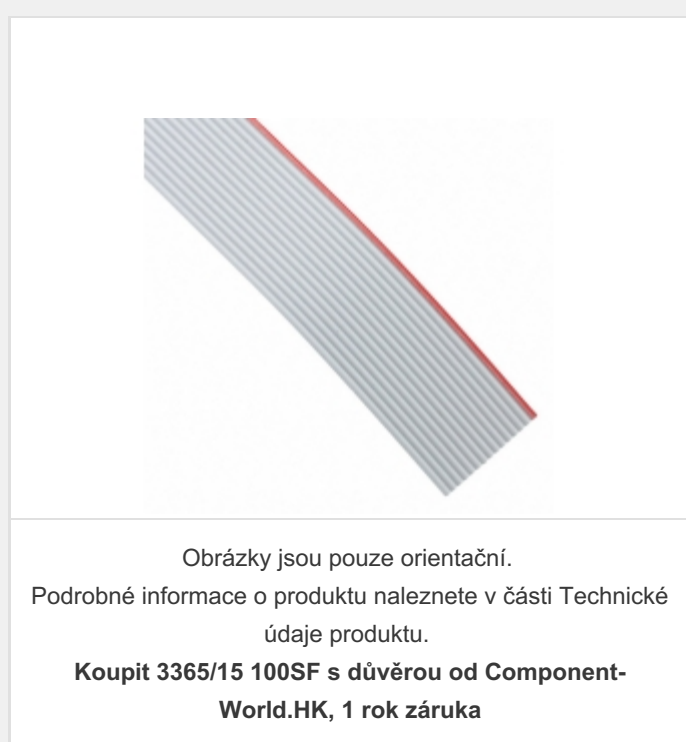 Obrázky jsou pouze orientační.
Podrobné informace o produktu naleznete v části Technické
údaje produktu.
Koupit 3365/15 100SF s důvěrou od Component-
World.HK, 1 rok záruka